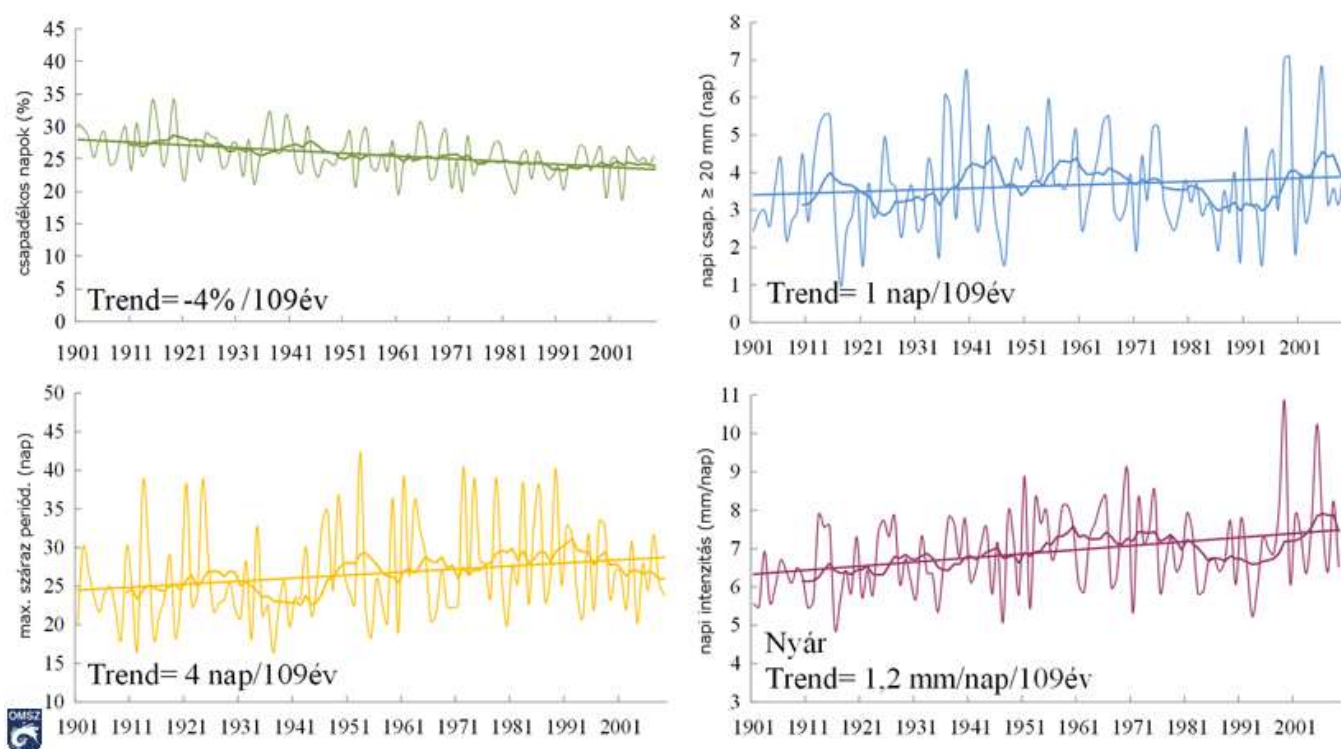 csapadékos napok (%)
45
40
35
30
25
20
15
10
5
0
Trend= -4% /109év
1901 1911 1921 1931 1941 1951 1961 1971 1981 1991 2001
napi csap. ≥ 20 mm (nap)
8
7
6
5
4
3
2
1
0
Trend= 1 nap/109év
1901 1911 1921 1931 1941 1951 1961 1971 1981 1991 2001
max. száraz periód. (nap)
50
40
30
25
20
15
10
Trend= 4 nap/109év
1901 1911 1921 1931 1941 1951 1961 1971 1981 1991 2001
napi intenzitás (mm/nap)
11
10
9
8
7
6
5
4
3
Nyár
Trend= 1,2 mm/nap/109év
1901 1911 1921 1931 1941 1951 1961 1971 1981 1991 2001
OMSZ